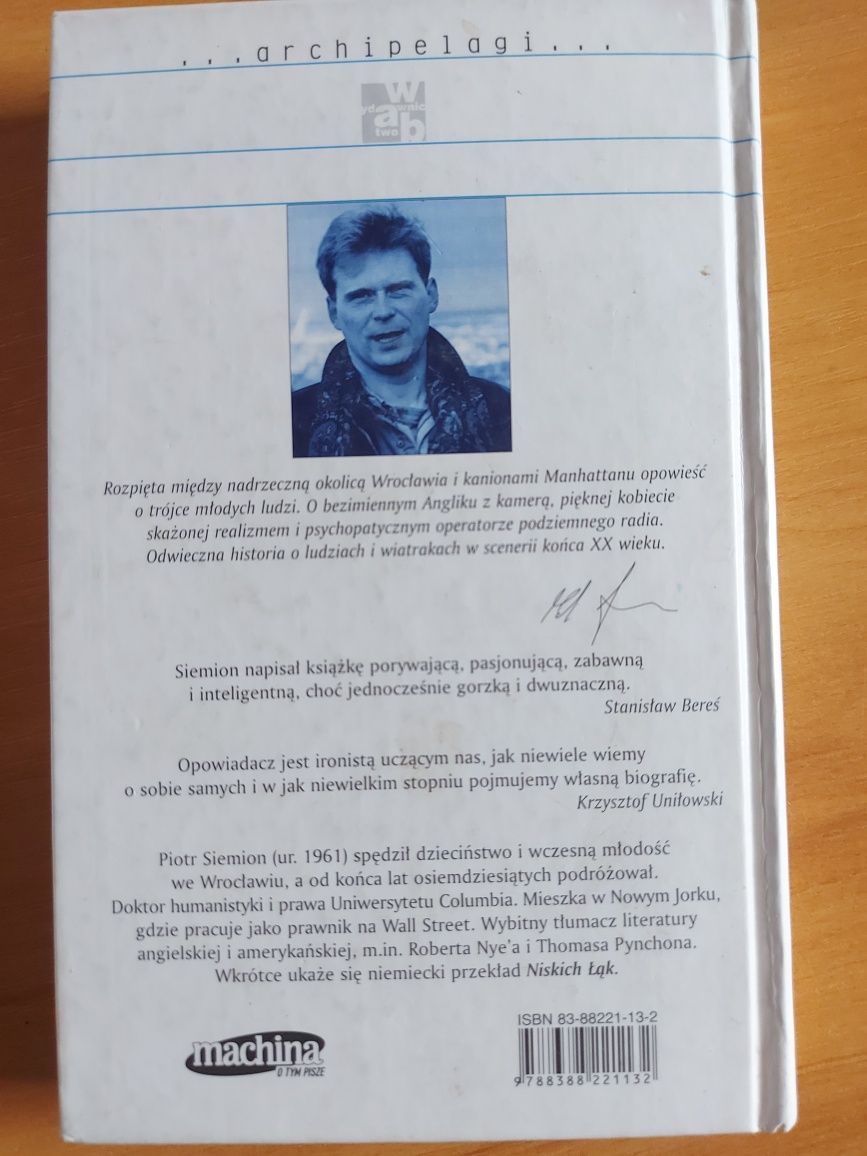 ...archipelagi...
wydawnictwo
wab
Rozpięta między nadrzeczną okolicą Wrocławia i kanionami Manhattanu opowieść
o trójce młodych ludzi. O bezimiennym Angliku z kamerą, pięknej kobiecie
skażonej realizmem i psychopatycznym operatorze podziemnego radia.
Odwieczna historia o ludziach i wiatrakach w scenerii końca XX wieku.
Siemion napisał książkę porywającą, pasjonującą, zabawną
i inteligentną, choć jednocześnie gorzką i dwuznaczną.
Stanisław Bereś
Opowiadacz jest ironistą uczącym nas, jak niewiele wiemy
o sobie samych i w jak niewielkim stopniu pojmujemy własną biografię.
Krzysztof Uniłowski
Piotr Siemion (ur. 1961) spędził dzieciństwo i wczesną młodość
we Wrocławiu, a od końca lat osiemdziesiątych podróżował.
Doktor humanistyki i prawa Uniwersytetu Columbia. Mieszka w Nowym Jorku,
gdzie pracuje jako prawnik na Wall Street. Wybitny tłumacz literatury
angielskiej i amerykańskiej, m.in. Roberta Nye'a i Thomasa Pynchona.
Wkrótce ukaże się niemiecki przekład Niskich Łąk.
machina
O TYM PISZE
ISBN 83-88221-13-2
9 788388 221132